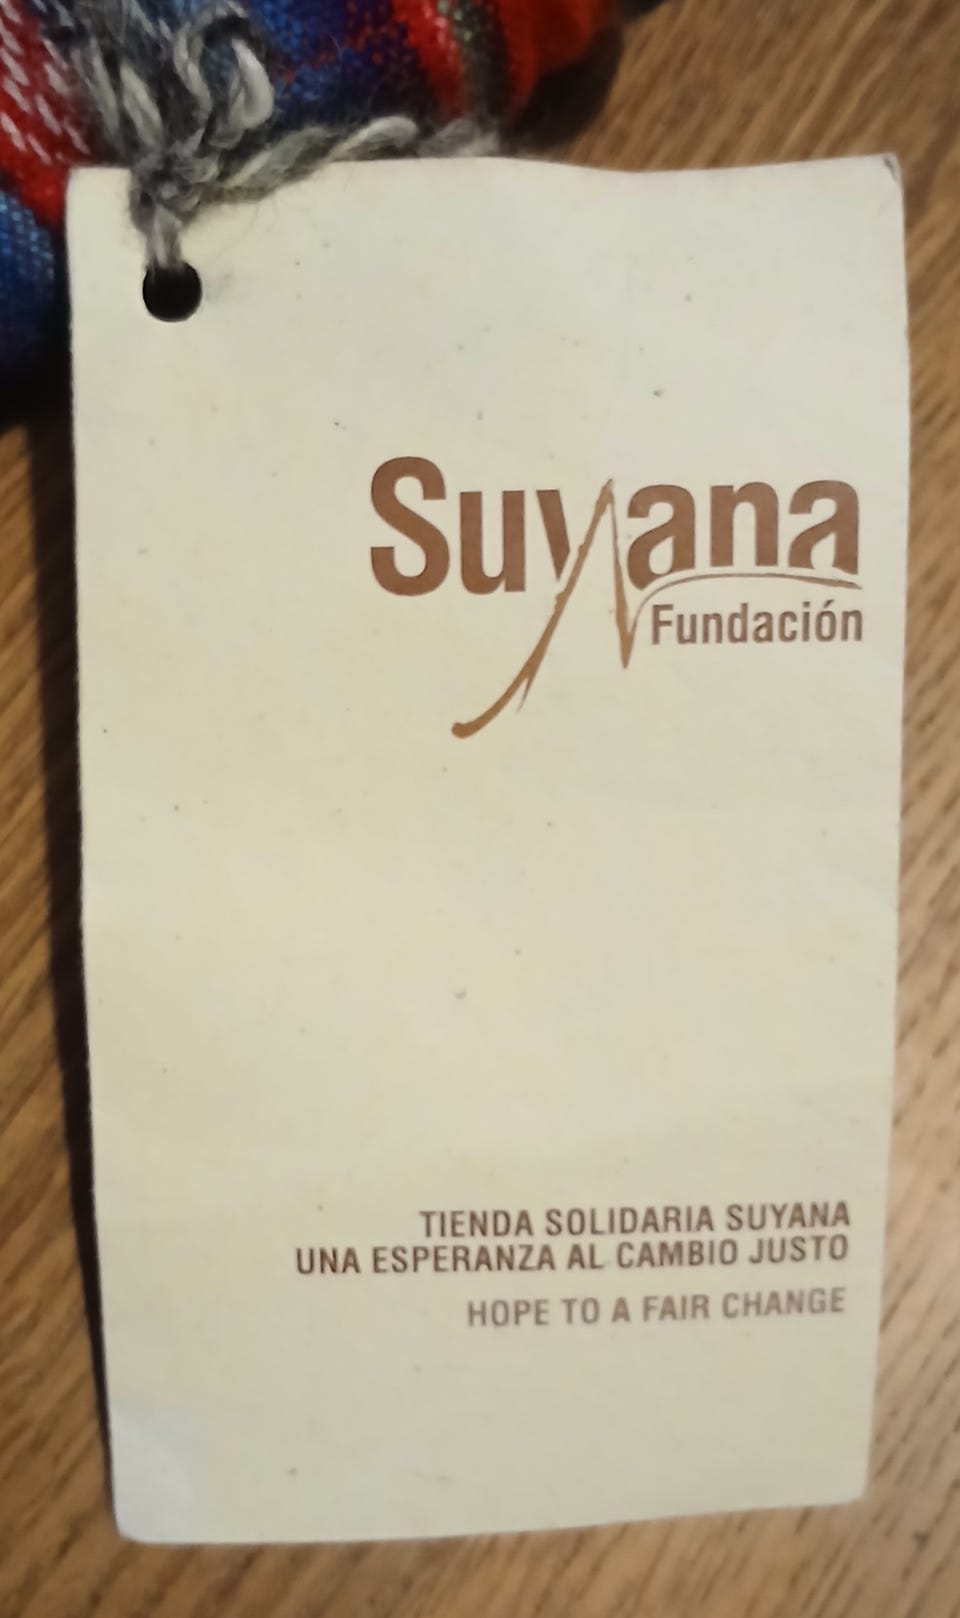 Suyana
Fundación
TIENDA SOLIDARIA SUYANA
UNA ESPERANZA AL CAMBIO JUSTO
HOPE TO A FAIR CHANGE